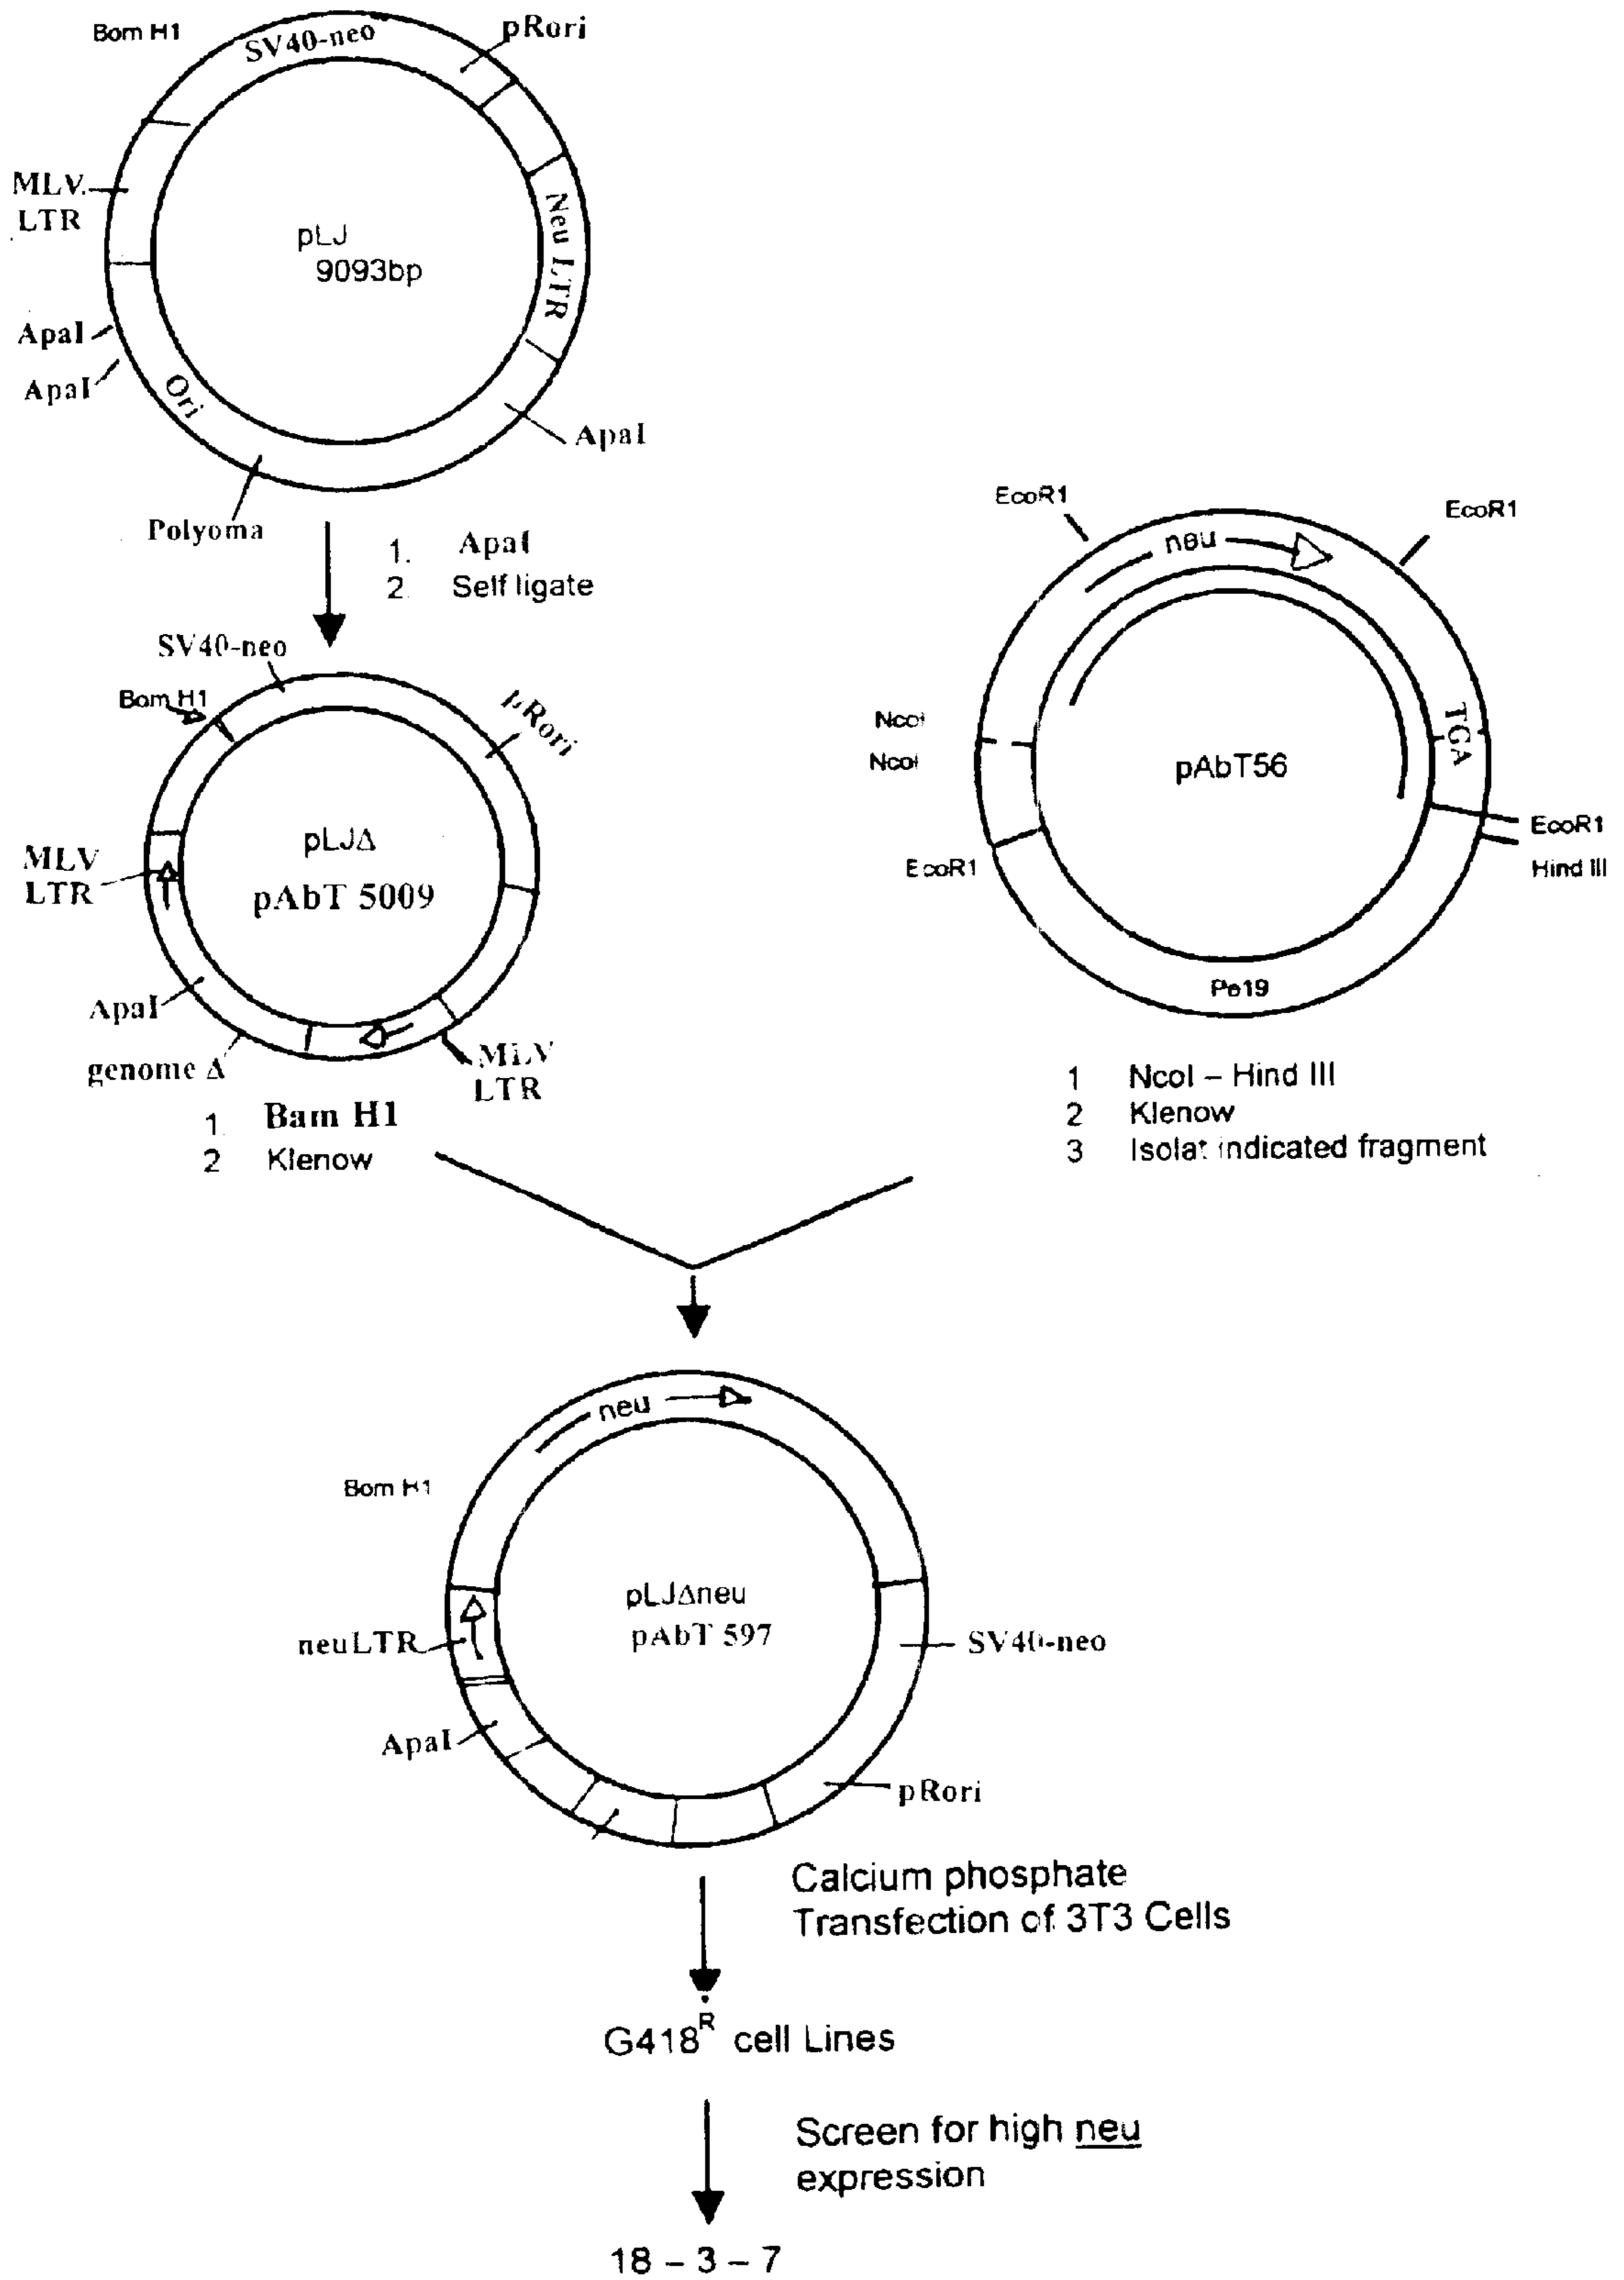 Bom H1
SV40-neo
pRori
MLV
LTR
pLJ
9093bp
Neu LTR
ApaI
ApaI
Ori
ApaI
Polyoma
1. ApaI
2. Self ligate
SV40-neo
Bom H1
pRori
pLJΔ
pAbT 5009
MLV
LTR
ApaI
genome Δ
MLV
LTR
1. Bam H1
2 Klenow
EcoR1
EcoR1
neu
NcoI
NcoI
TGA
pAbT56
EcoR1
EcoR1
Hind III
Pe19
1 NcoI – Hind III
2 Klenow
3 Isolat indicated fragment
neu
Bom H1
pLJΔneu
pAbT 597
neuLTR
SV40-neo
ApaI
pRori
Calcium phosphate
Transfection of 3T3 Cells
G418ᴿ cell Lines
Screen for high neu
expression
18 – 3 – 7